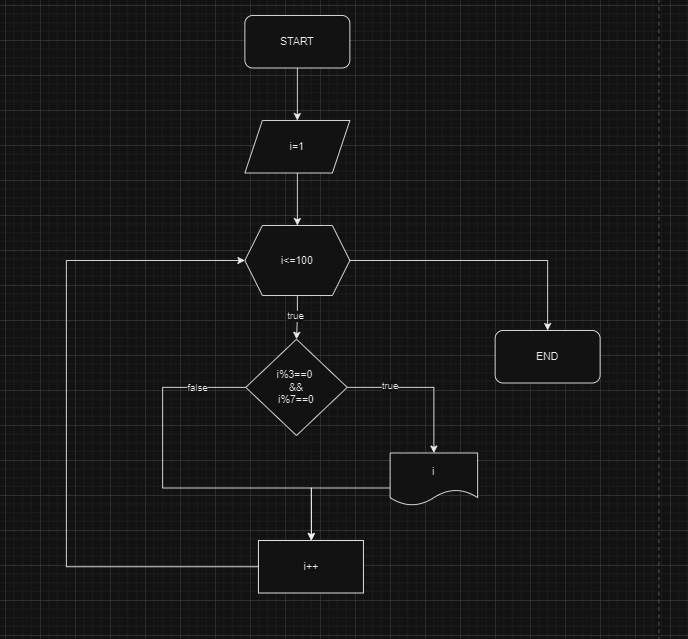 START
i=1
i<=100
true
END
i%3==0
&&
i%7==0
false
true
i
i++